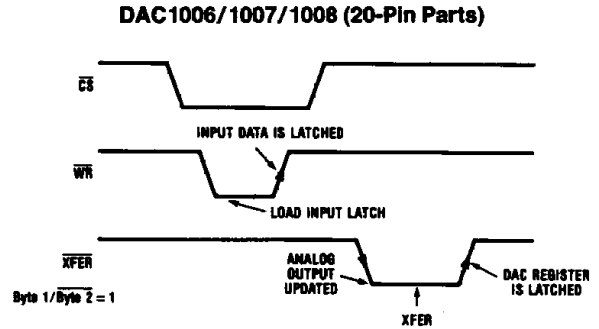 DAC1006/1007/1008 (20-Pin Parts)
CS
INPUT DATA IS LATCHED
WR
LOAD INPUT LATCH
XFER
Byte 1/Byte 2 = 1
ANALOG
OUTPUT
UPDATED
DAC REGISTER
IS LATCHED
XFER